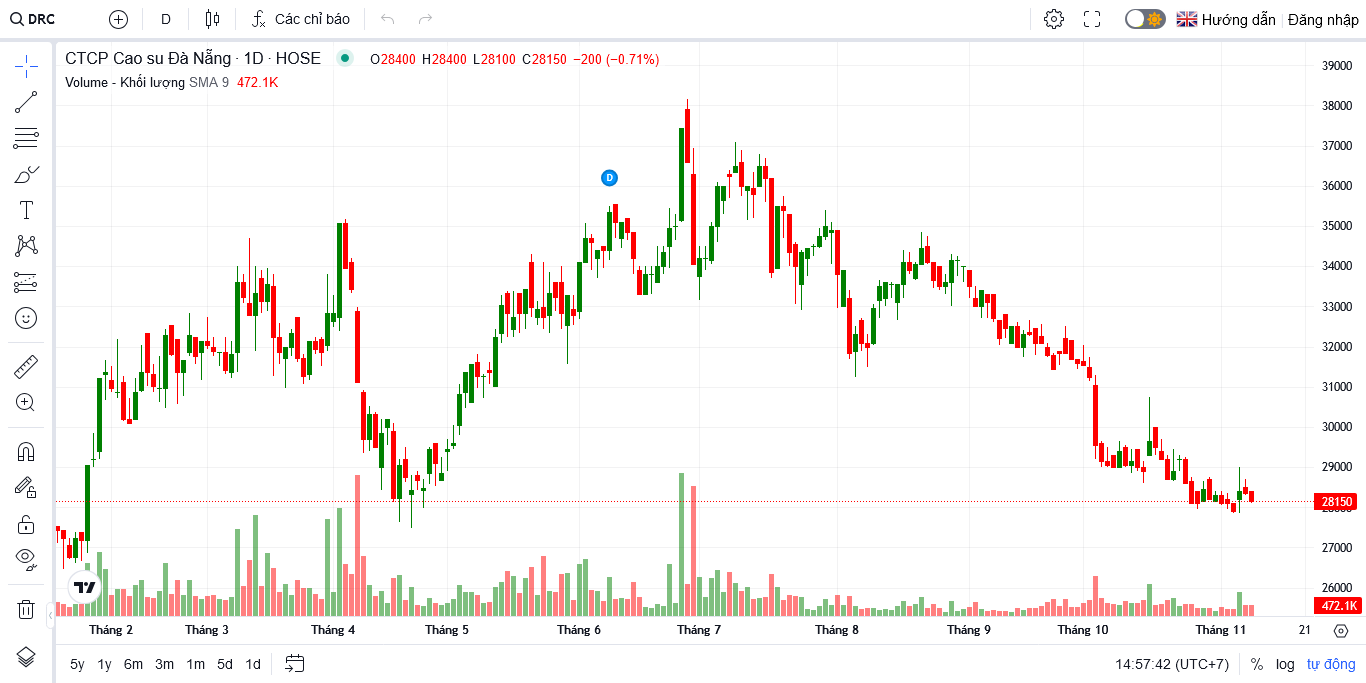 DRC D Các chỉ báo Hướng dẫn Đăng nhập
CTCP Cao su Đà Nẵng · 1D · HOSE O28400 H28400 L28100 C28150 −200 (−0.71%)
Volume - Khối lượng SMA 9 472.1K
39000
38000
37000
36000
D
35000
34000
33000
32000
31000
30000
29000
28150
28000
27000
26000
472.1K
Tháng 2 Tháng 3 Tháng 4 Tháng 5 Tháng 6 Tháng 7 Tháng 8 Tháng 9 Tháng 10 Tháng 11 21
5y 1y 6m 3m 1m 5d 1d 14:57:42 (UTC+7) % log tự động